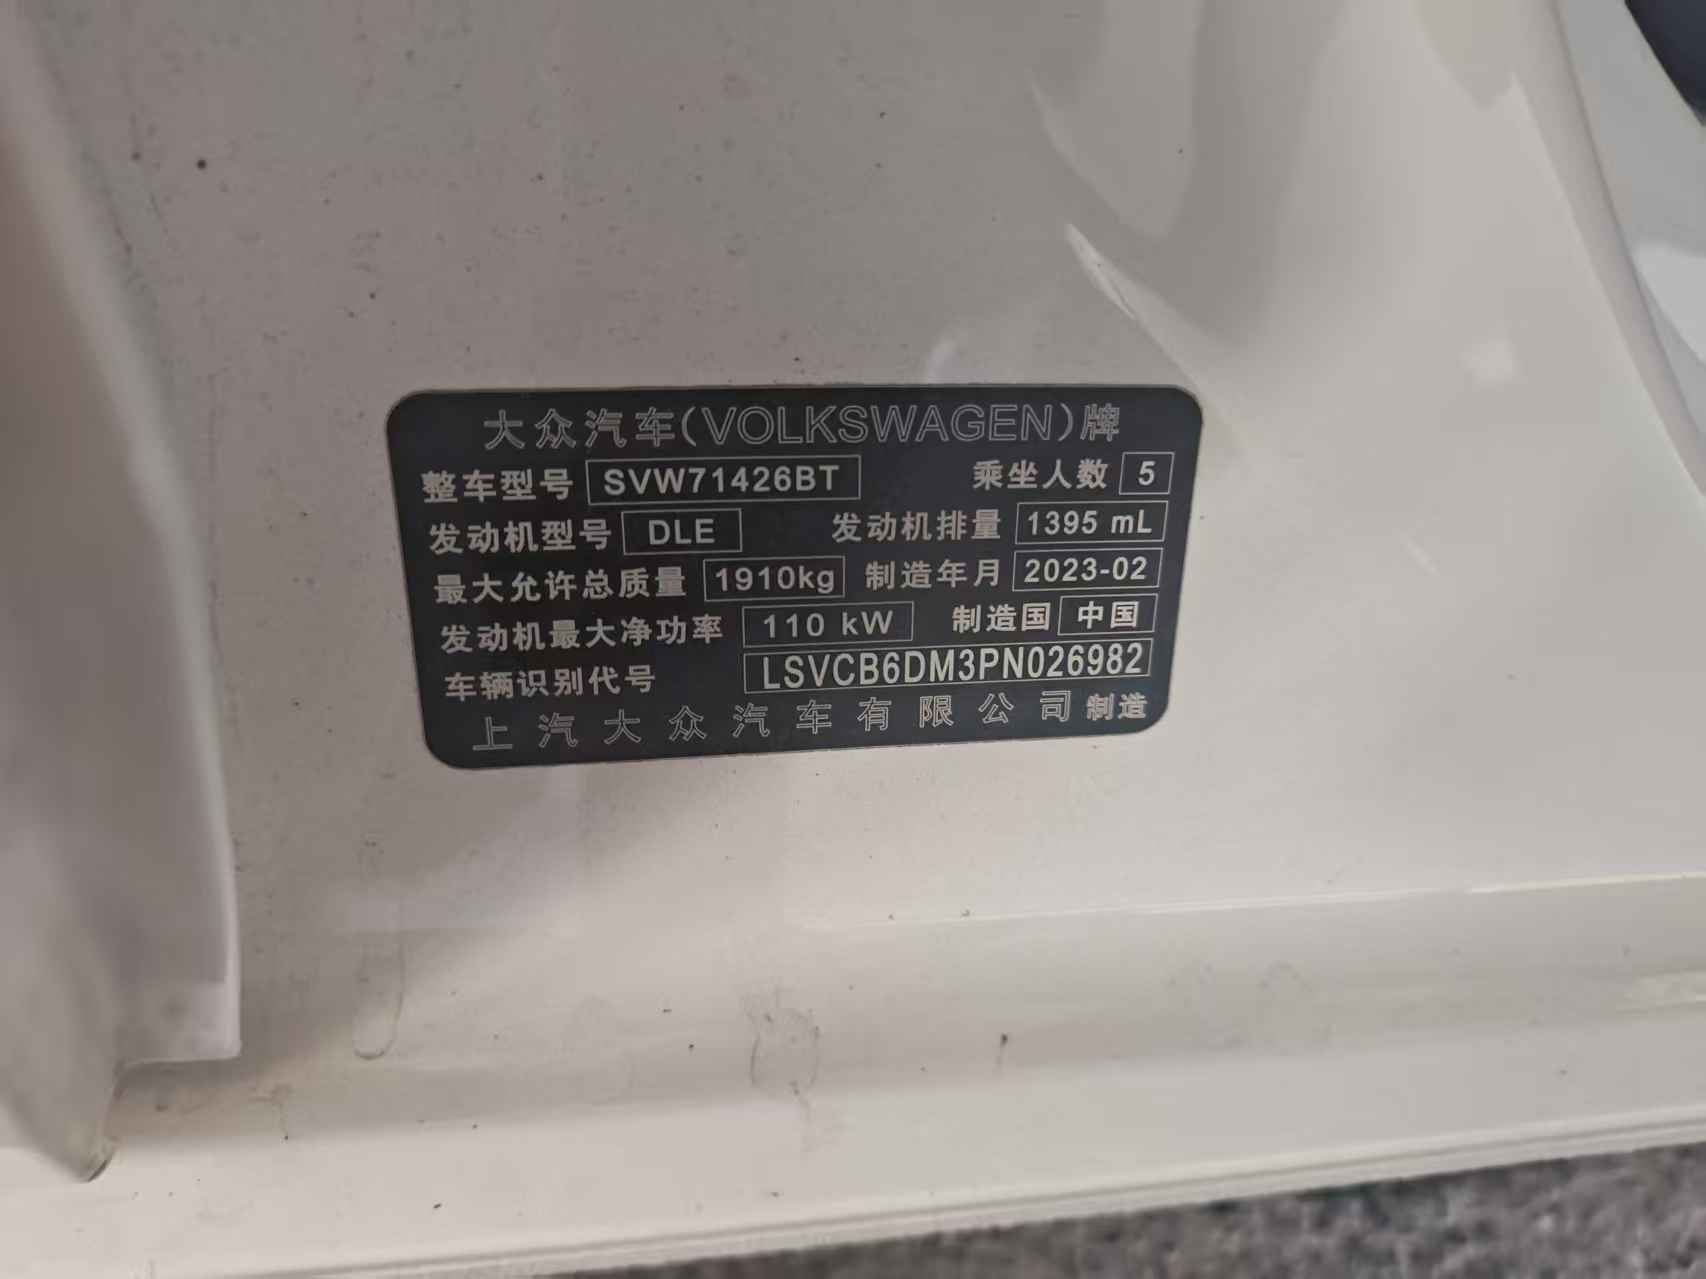 大众汽车(VOLKSWAGEN)牌
整车型号 SVW71426BT 乘坐人数 5
发动机型号 DLE 发动机排量 1395 mL
最大允许总质量 1910kg 制造年月 2023-02
发动机最大净功率 110 kW 制造国 中国
车辆识别代号 LSVCB6DM3PN026982
上汽大众汽车有限公司制造